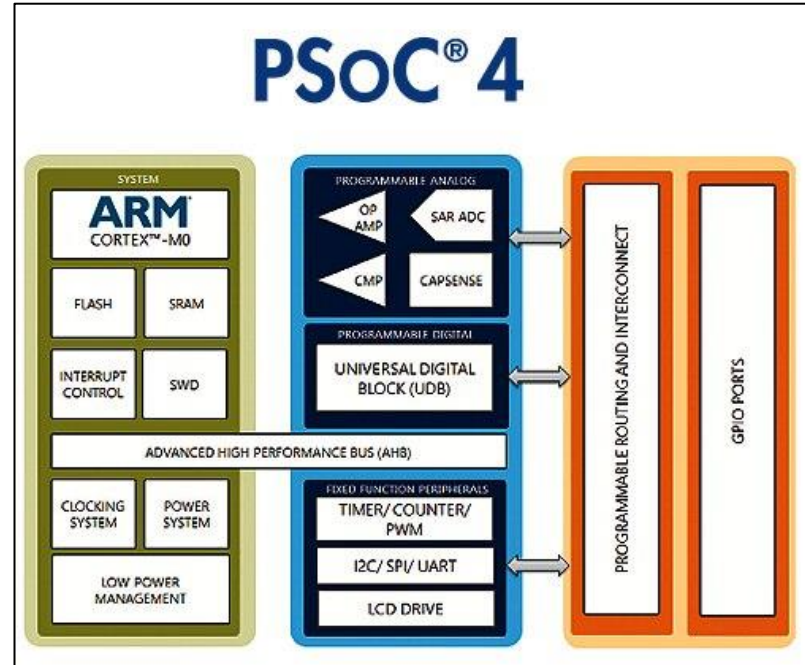 PSoC® 4
SYSTEM
ARM®
CORTEX™-M0
FLASH
SRAM
INTERRUPT
CONTROL
SWD
CLOCKING
SYSTEM
POWER
SYSTEM
LOW POWER
MANAGEMENT
ADVANCED HIGH PERFORMANCE BUS (AHB)
PROGRAMMABLE ANALOG
OP
AMP
SAR ADC
CMP
CAPSENSE
PROGRAMMABLE DIGITAL
UNIVERSAL DIGITAL
BLOCK (UDB)
FIXED FUNCTION PERIPHERALS
TIMER/ COUNTER/
PWM
I2C/ SPI/ UART
LCD DRIVE
PROGRAMMABLE ROUTING AND INTERCONNECT
GPIO PORTS